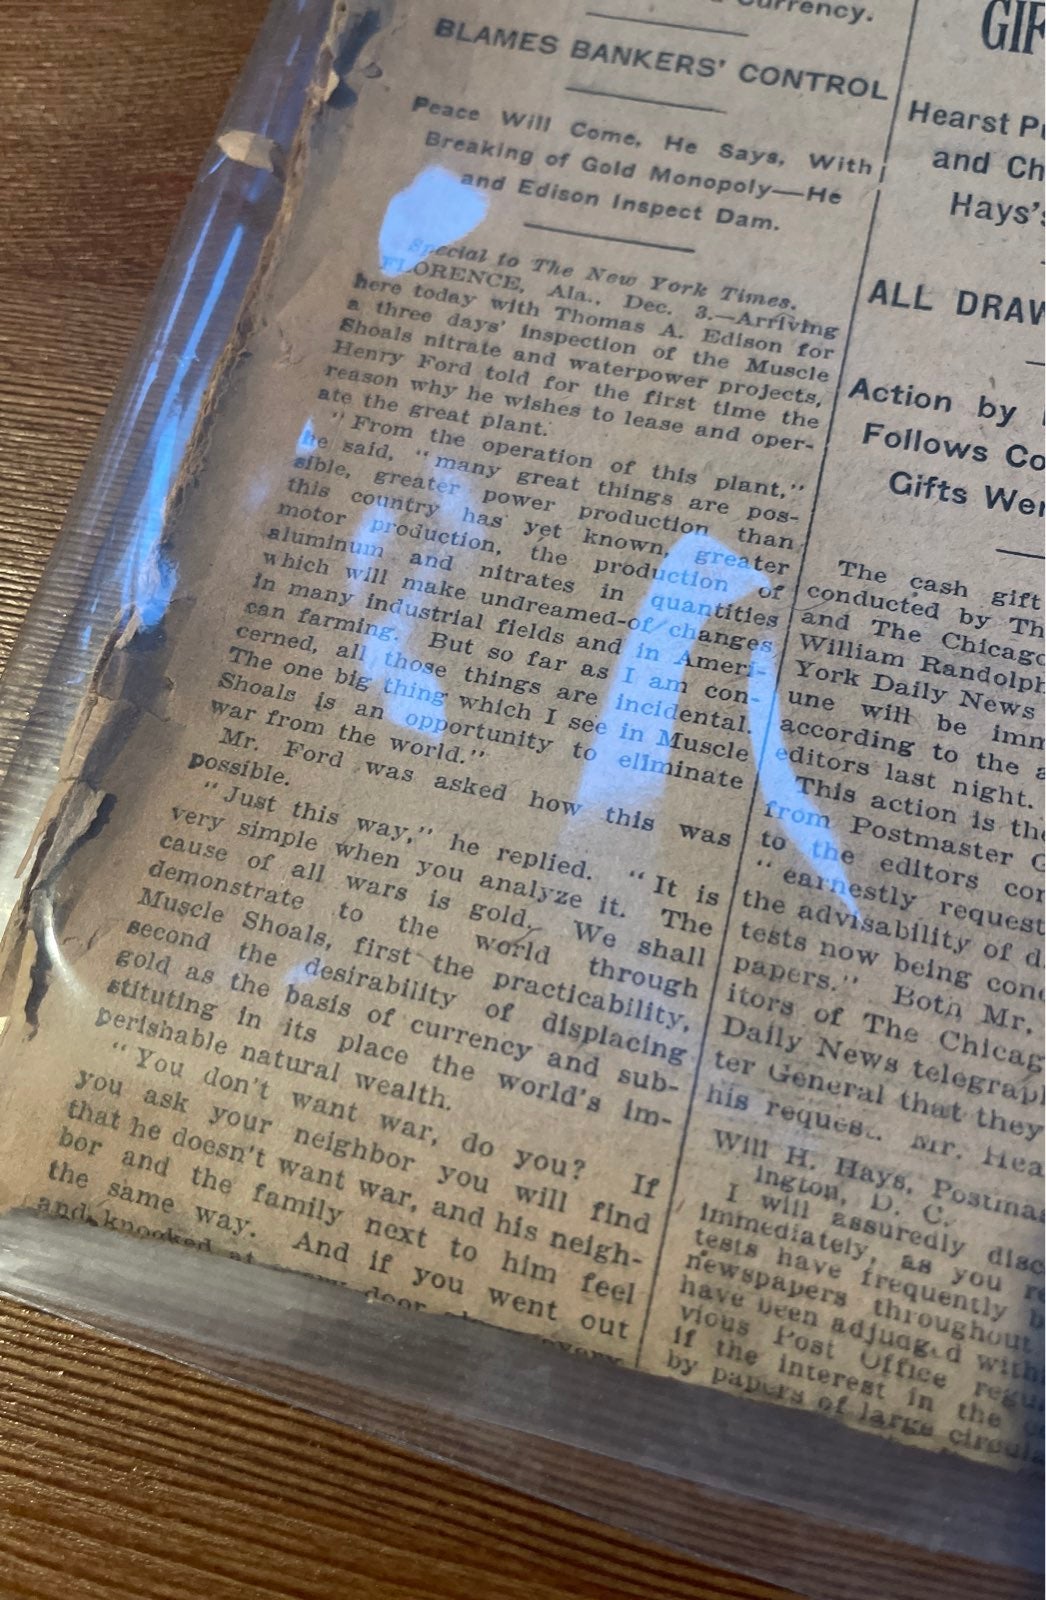 Currency.
BLAMES BANKERS' CONTROL
Peace Will Come, He Says, With
Breaking of Gold Monopoly—He
and Edison Inspect Dam.
Special to The New York Times.
FLORENCE, Ala., Dec. 3.—Arriving
here today with Thomas A. Edison for
a three days' inspection of the Muscle
Shoals nitrate and waterpower projects,
Henry Ford told for the first time the
reason why he wishes to lease and oper-
ate the great plant.
"From the operation of this plant,"
he said, "many great things are pos-
sible, greater power production than
this country has yet known, greater
motor production, the production of
aluminum and nitrates in quantities
which will make undreamed-of changes
in many industrial fields and in Ameri-
can farming. But so far as I am con-
cerned, all those things are incidental.
The one big thing which I see in Muscle
Shoals is an opportunity to eliminate
war from the world."
Mr. Ford was asked how this was
possible.
"Just this way," he replied. "It is
very simple when you analyze it. The
cause of all wars is gold. We shall
demonstrate to the world through
Muscle Shoals, first the practicability,
second the desirability of displacing
gold as the basis of currency and sub-
stituting in its place the world's im-
perishable natural wealth.
"You don't want war, do you? If
you ask your neighbor you will find
that he doesn't want war, and his neigh-
bor and the family next to him feel
the same way. And if you went out
and knocked at door
GIF
Hearst P
and Ch
Hays'
ALL DRAW
Action by
Follows Co
Gifts Wer
The cash gift
conducted by Th
and The Chicago
William Randolph
York Daily News
une will be imm
according to the a
editors last night.
This action is the
from Postmaster G
to the editors con
"earnestly request
the advisability of d
tests now being cond
papers." Both Mr.
itors of The Chicag
Daily News telegraph
ter General that they
his request. Mr. Hea
Will H. Hays, Postmas
ington, D. C.
I will assuredly disc
immediately, as you re
tests have frequently b
newspapers throughout
have been adjudged with
vious Post Office regu
if the interest in the
by papers of large circula